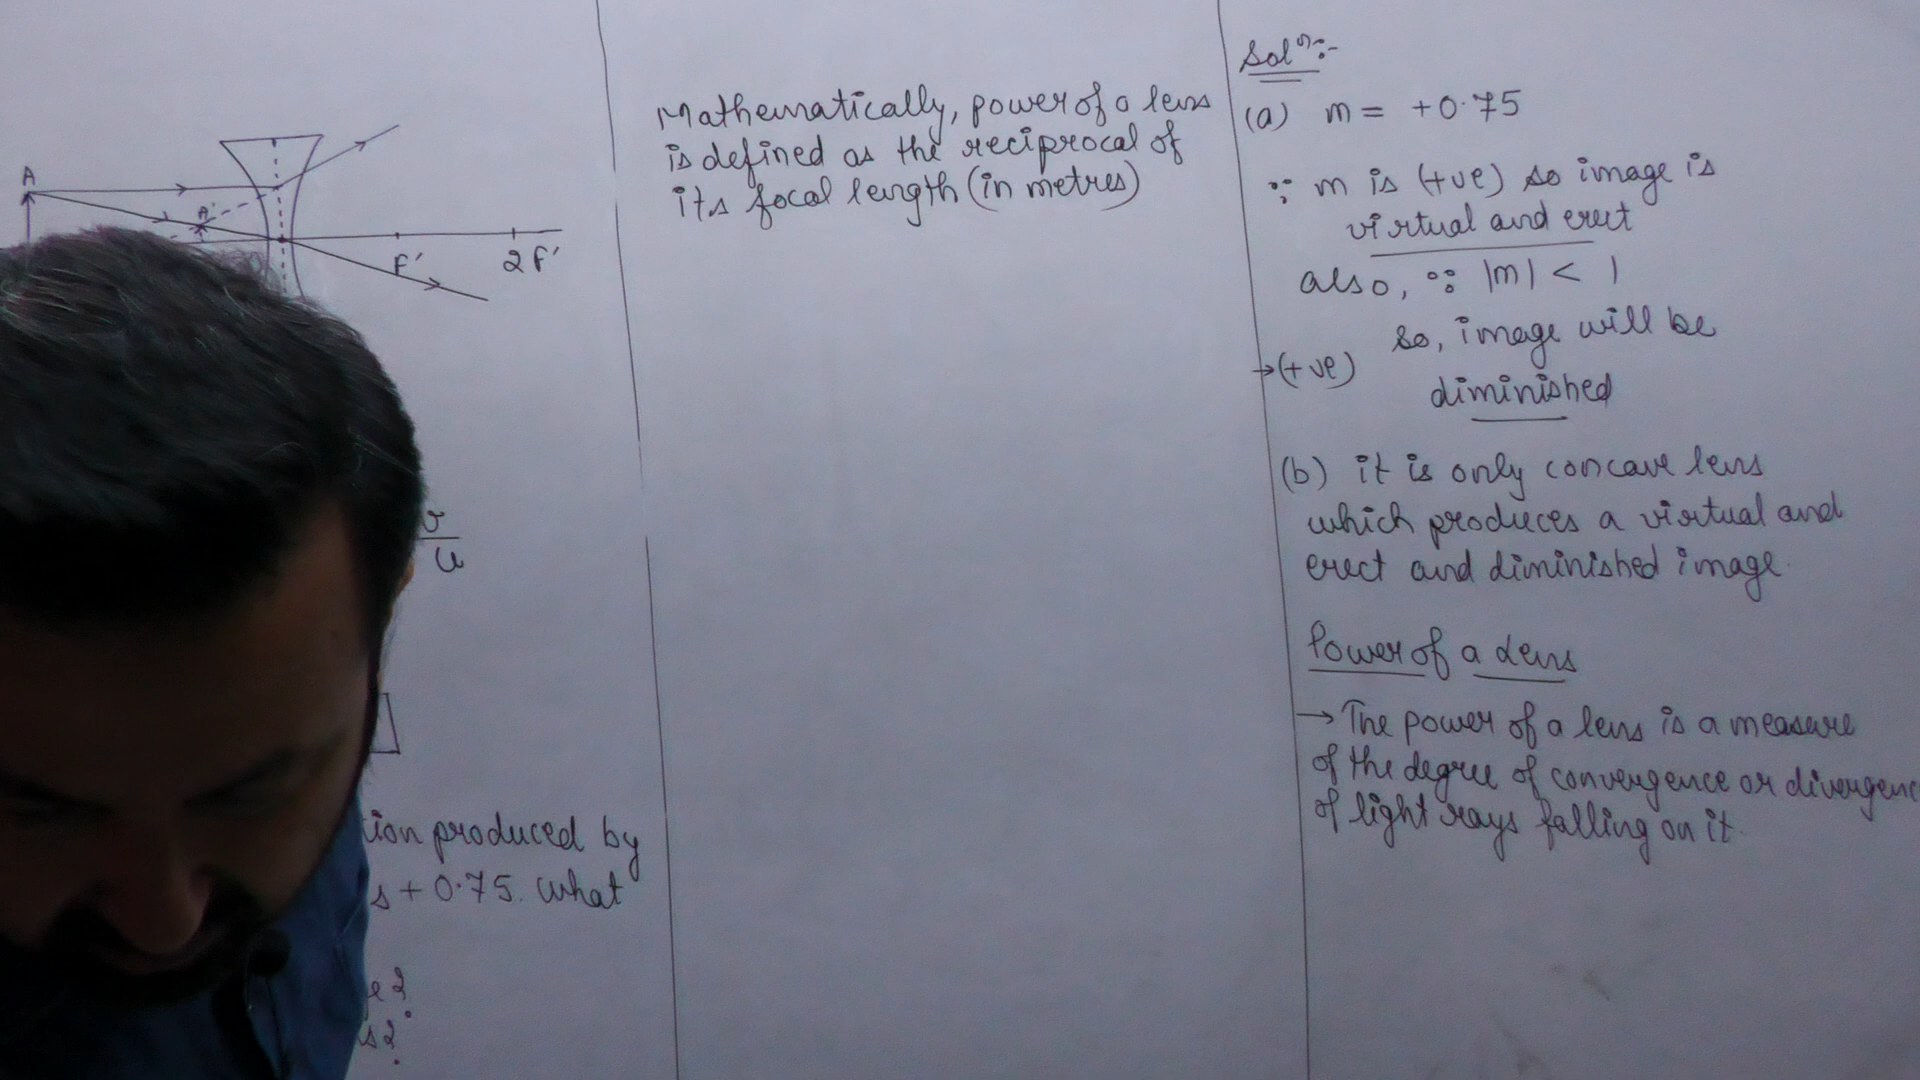 A
A'
F'
2F'
v
u
tion produced by
s + 0.75. what
e?
s?
Mathematically, power of a lens
is defined as the reciprocal of
its focal length (in metres)
Solⁿ:-
(a) m = +0.75
∵ m is (+ve) so image is
virtual and erect
also, ∵ |m| < 1
so, image will be
→(+ve)
diminished
(b) it is only concave lens
which produces a virtual and
erect and diminished image.
Power of a Lens
→ The power of a lens is a measure
of the degree of convergence or divergenc
of light rays falling on it.